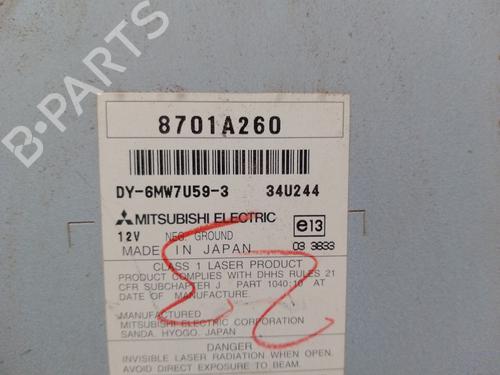 B-PARTS
8701A260
DY-6MW7U59-3 34U244
MITSUBISHI ELECTRIC
e13
12V NEG. GROUND
MADE IN JAPAN
03 3833
CLASS 1 LASER PRODUCT
PRODUCT COMPLIES WITH DHHS RULES 21
CFR SUBCHAPTER J PART 1040:10 AT
DATE OF MANUFACTURE.
MANUFACTURED
MITSUBISHI ELECTRIC CORPORATION
SANDA, HYOGO, JAPAN
DANGER
INVISIBLE LASER RADIATION WHEN OPEN.
AVOID DIRECT EXPOSURE TO BEAM.